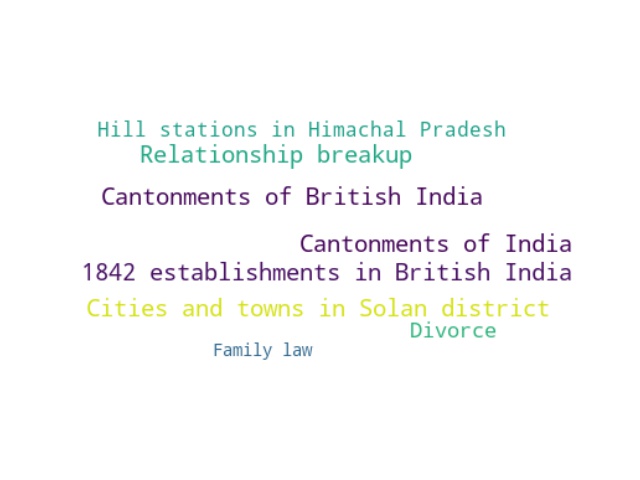 Hill stations in Himachal Pradesh
Relationship breakup
Cantonments of British India
Cantonments of India
1842 establishments in British India
Cities and towns in Solan district
Divorce
Family law